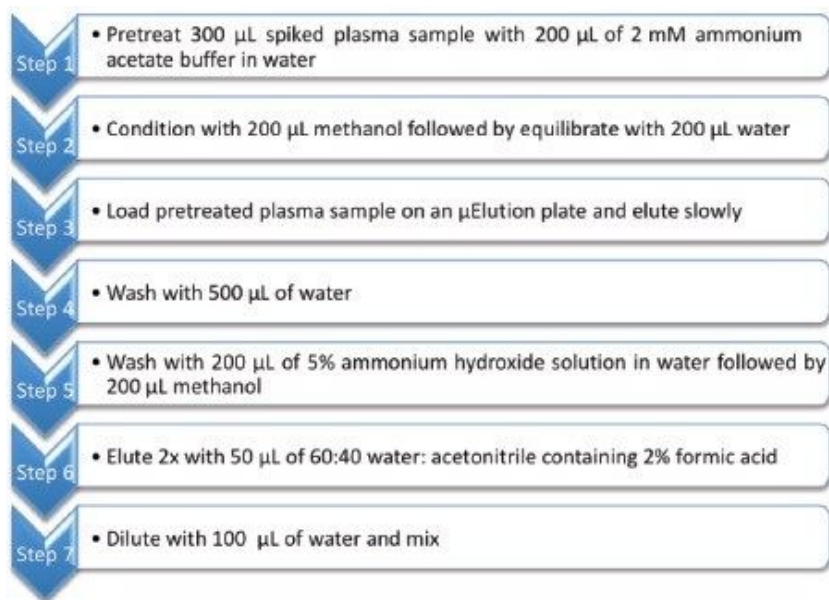 Step 1
• Pretreat 300 µL spiked plasma sample with 200 µL of 2 mM ammonium
acetate buffer in water
Step 2
• Condition with 200 µL methanol followed by equilibrate with 200 µL water
Step 3
• Load pretreated plasma sample on an µElution plate and elute slowly
Step 4
• Wash with 500 µL of water
Step 5
• Wash with 200 µL of 5% ammonium hydroxide solution in water followed by
200 µL methanol
Step 6
• Elute 2x with 50 µL of 60:40 water: acetonitrile containing 2% formic acid
Step 7
• Dilute with 100 µL of water and mix